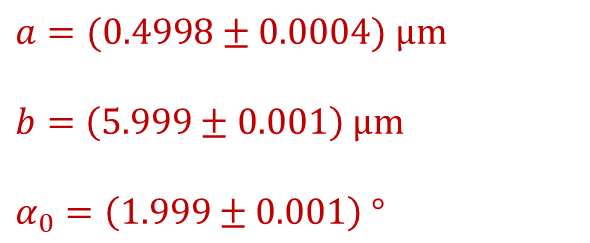 a = (0.4998 ± 0.0004) μm
b = (5.999 ± 0.001) μm
α₀ = (1.999 ± 0.001) °